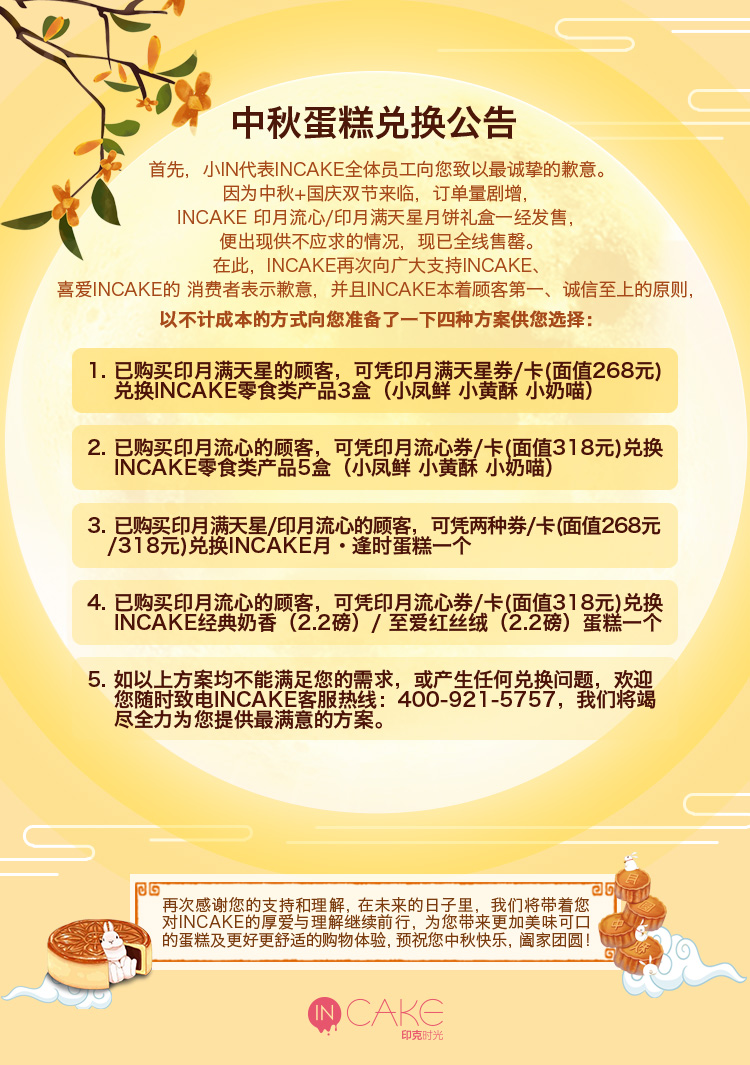 中秋蛋糕兑换公告
首先，小IN代表INCAKE全体员工向您致以最诚挚的歉意。
因为中秋+国庆双节来临，订单量剧增，
INCAKE 印月流心/印月满天星月饼礼盒一经发售，
便出现供不应求的情况，现已全线售罄。
在此，INCAKE再次向广大支持INCAKE、
喜爱INCAKE的 消费者表示歉意，并且INCAKE本着顾客第一、诚信至上的原则，
以不计成本的方式向您准备了一下四种方案供您选择：
1. 已购买印月满天星的顾客，可凭印月满天星券/卡(面值268元)
兑换INCAKE零食类产品3盒（小凤鲜 小黄酥 小奶喵）
2. 已购买印月流心的顾客，可凭印月流心券/卡(面值318元)兑换
INCAKE零食类产品5盒（小凤鲜 小黄酥 小奶喵）
3. 已购买印月满天星/印月流心的顾客，可凭两种券/卡(面值268元
/318元)兑换INCAKE月·逢时蛋糕一个
4. 已购买印月流心的顾客，可凭印月流心券/卡(面值318元)兑换
INCAKE经典奶香（2.2磅）/ 至爱红丝绒（2.2磅）蛋糕一个
5. 如以上方案均不能满足您的需求，或产生任何兑换问题，欢迎
您随时致电INCAKE客服热线：400-921-5757，我们将竭
尽全力为您提供最满意的方案。
再次感谢您的支持和理解, 在未来的日子里，我们将带着您
对INCAKE的厚爱与理解继续前行, 为您带来更加美味可口
的蛋糕及更好更舒适的购物体验, 预祝您中秋快乐, 阖家团圆！
月
中
IN CAKE
印克时光